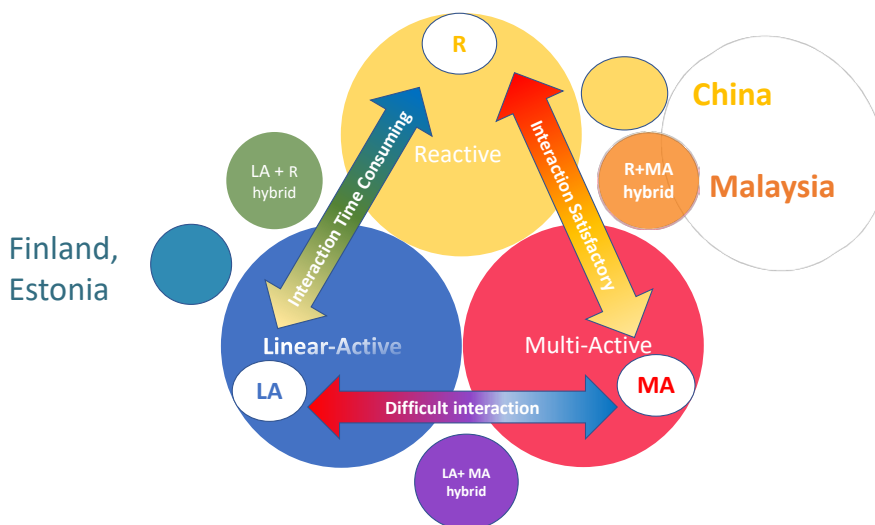 R
China
Reactive
Interaction Time Consuming
Interaction Satisfactory
LA + R
hybrid
R+MA
hybrid
Malaysia
Finland,
Estonia
Linear-Active
Multi-Active
LA
MA
Difficult interaction
LA+ MA
hybrid